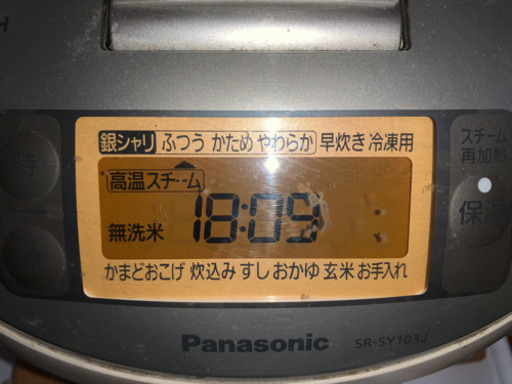 H
銀シャリ ふつう かため やわらか 早炊き 冷凍用
高温スチーム
無洗米 18:09
かまどおこげ 炊込み すし おかゆ 玄米 お手入れ
時
スチーム
再加熱
保温
Panasonic SR-SY103J